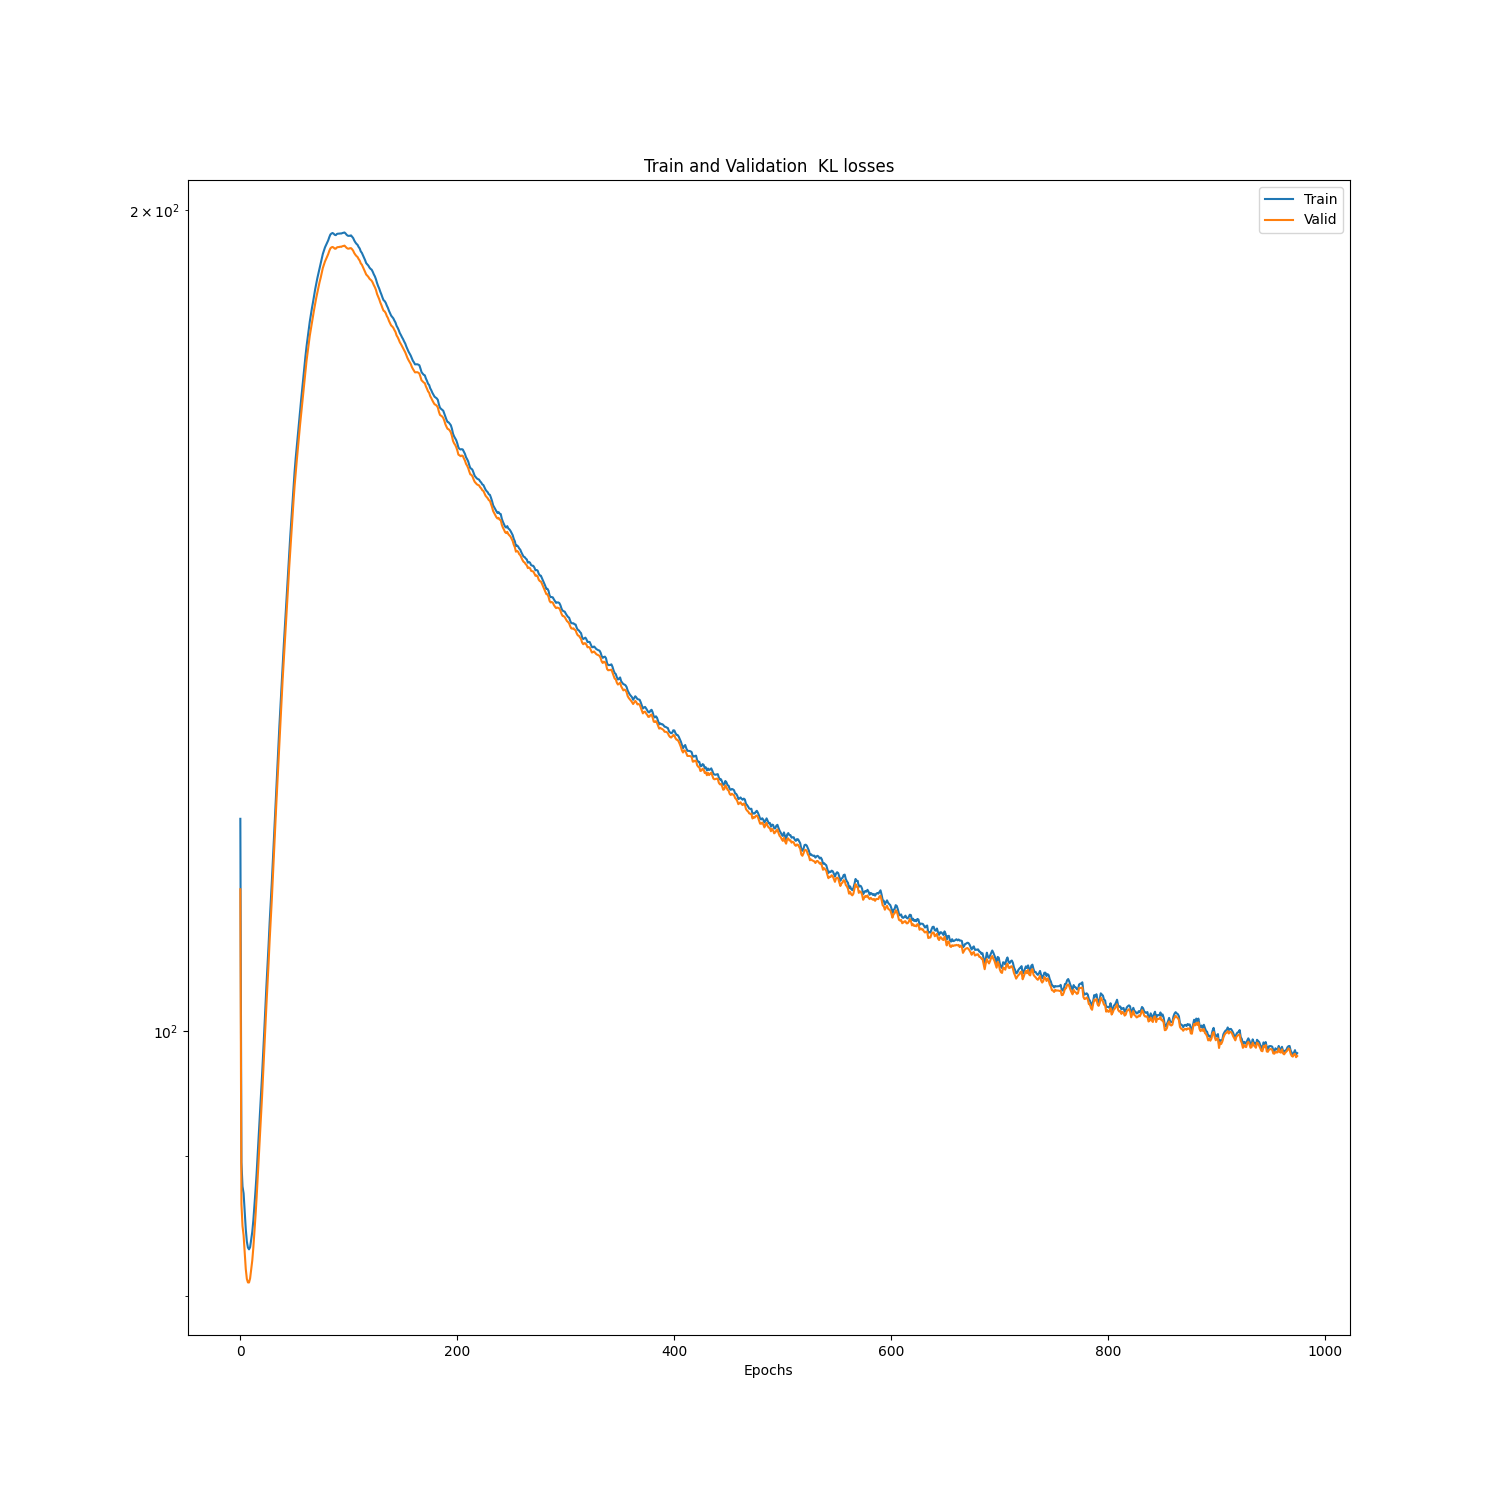 Train and Validation  KL losses
2 × 10²
Train
Valid
10²
0 200 400 600 800 1000
Epochs